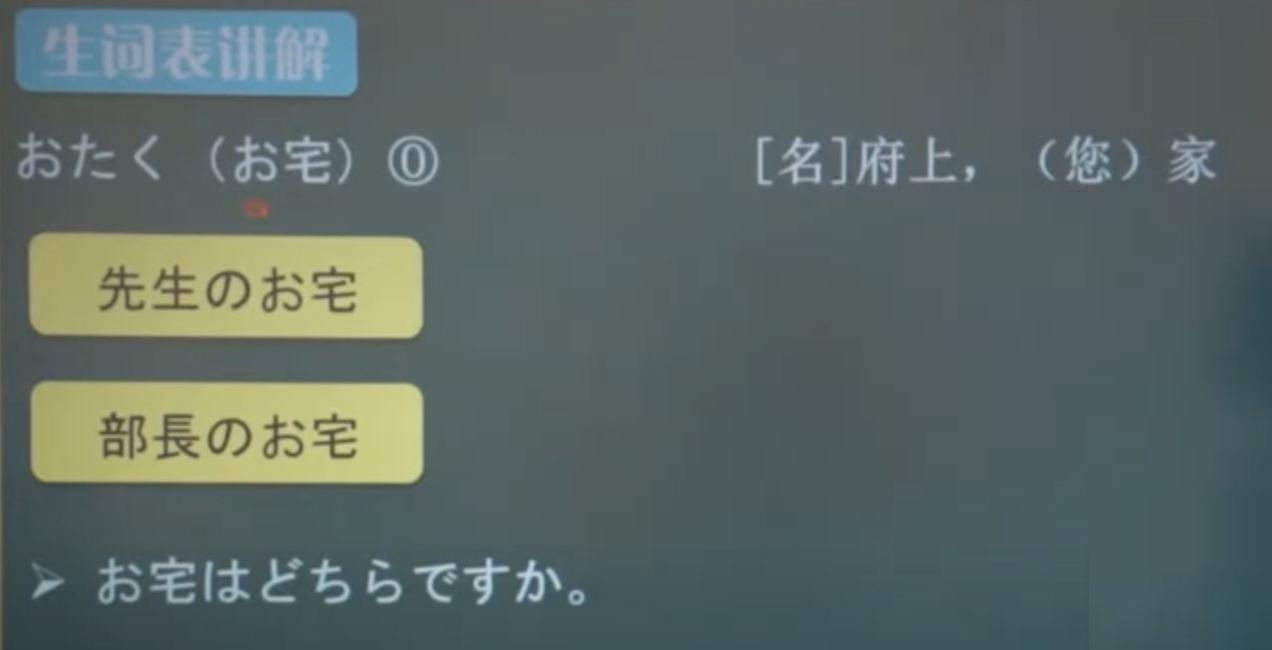 生词表讲解
おたく（お宅）⓪ [名]府上，（您）家
先生のお宅
部長のお宅
➢ お宅はどちらですか。